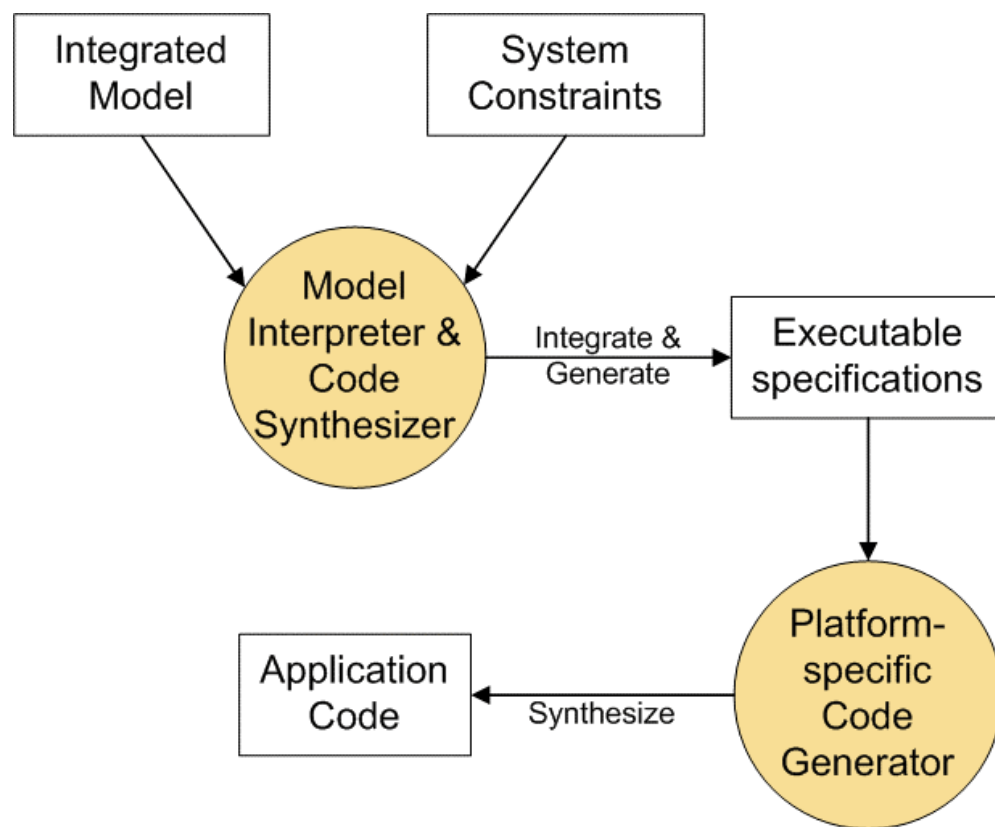 Integrated
Model
System
Constraints
Model
Interpreter &
Code
Synthesizer
Integrate &
Generate
Executable
specifications
Platform-
specific
Code
Generator
Synthesize
Application
Code